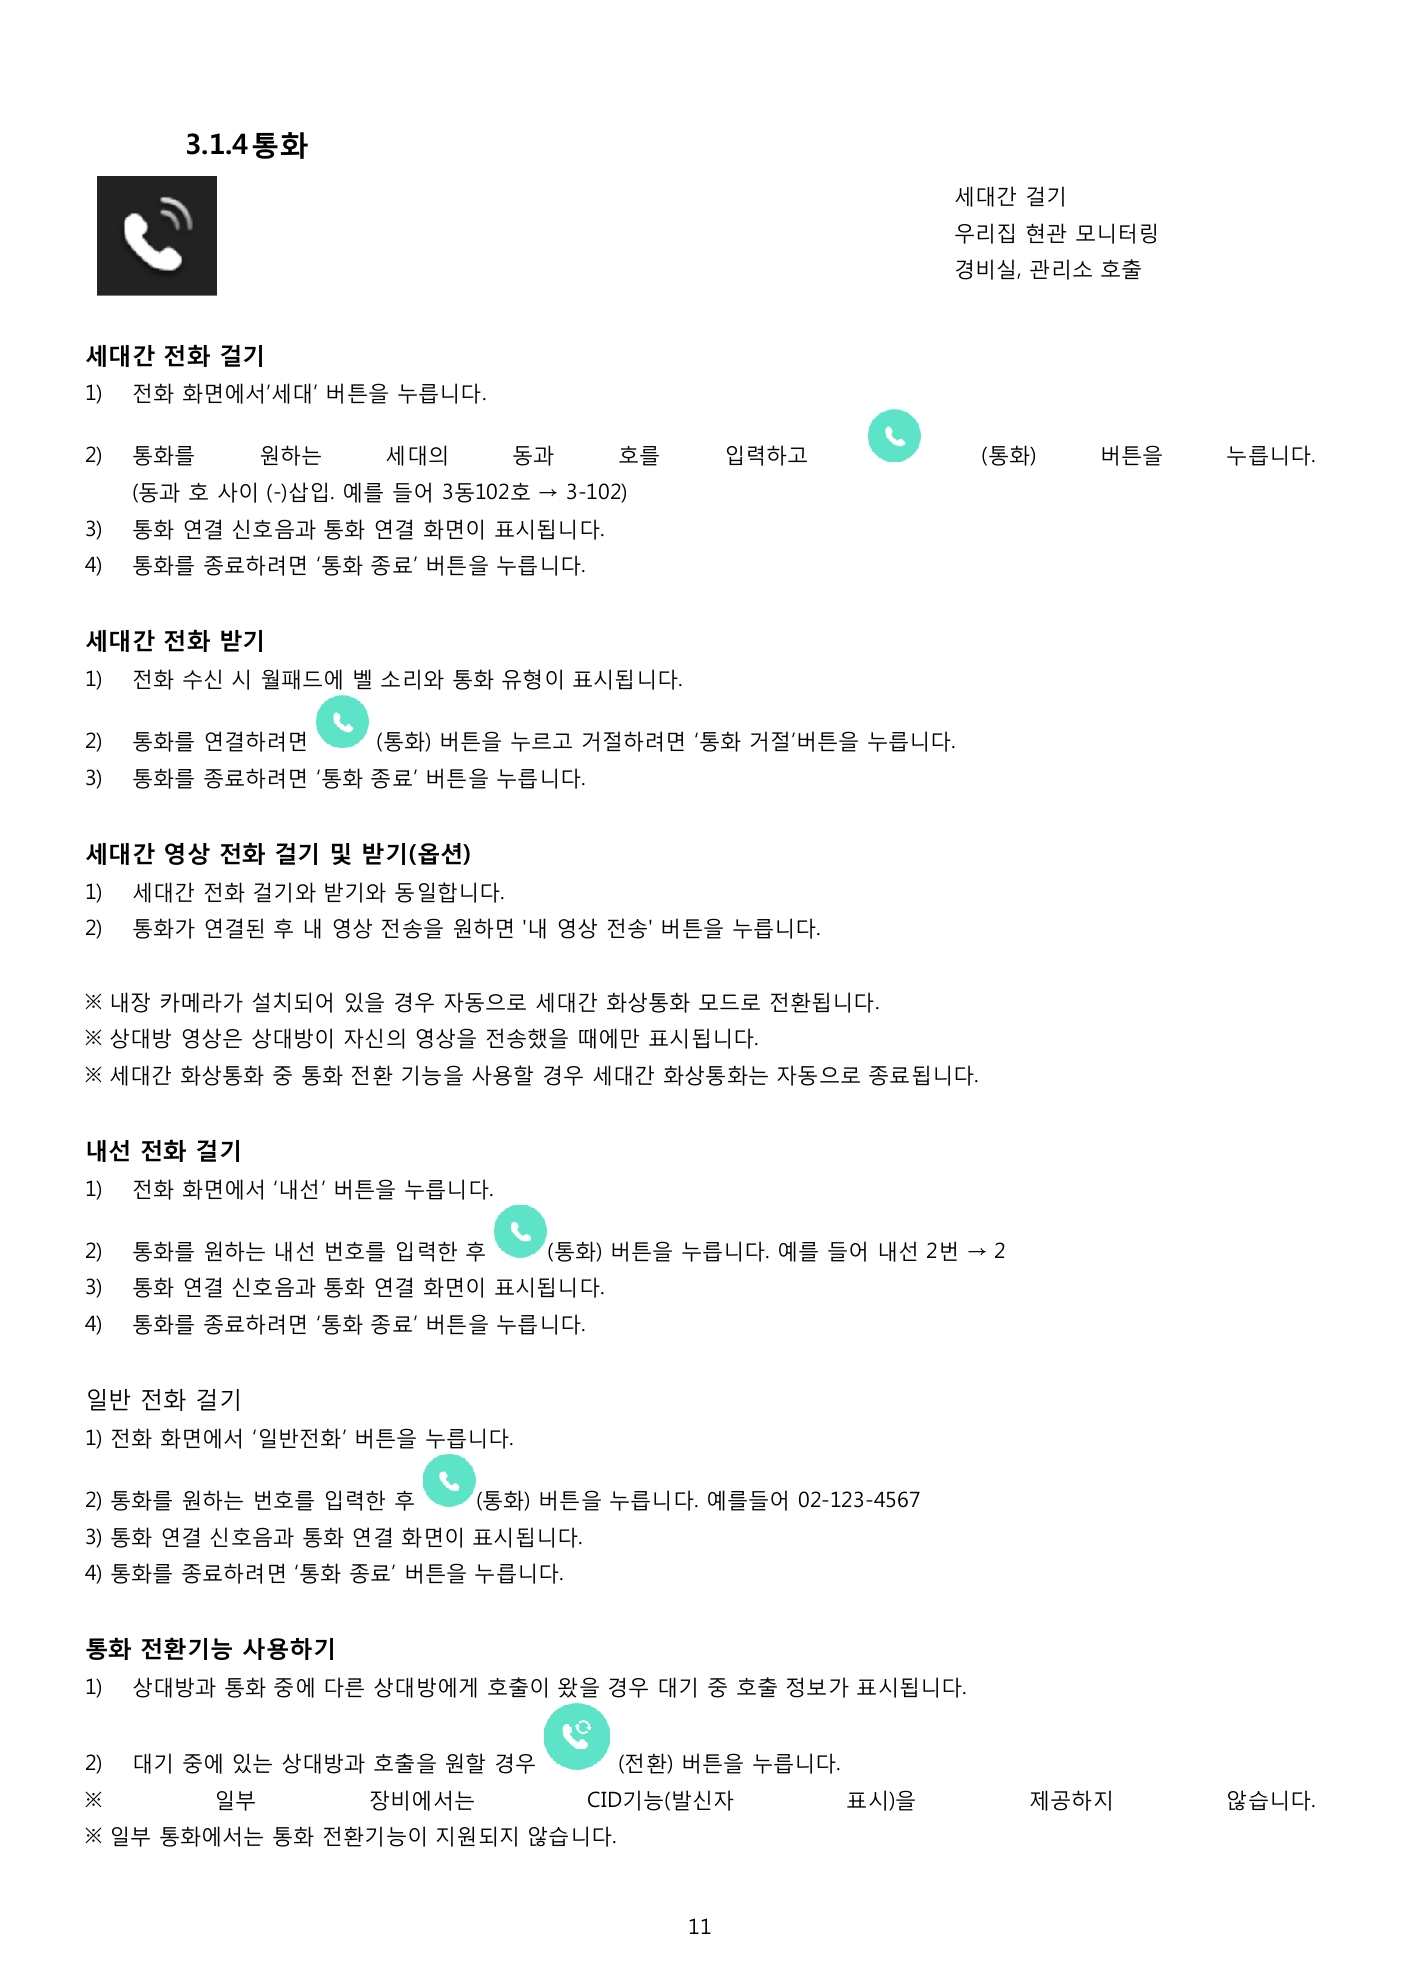 3.1.4 통화
세대간 걸기
우리집 현관 모니터링
경비실, 관리소 호출
세대간 전화 걸기
1) 전화 화면에서‘세대’ 버튼을 누릅니다.
2) 통화를 원하는 세대의 동과 호를 입력하고 (통화) 버튼을 누릅니다.
(동과 호 사이 (-)삽입. 예를 들어 3동102호 → 3-102)
3) 통화 연결 신호음과 통화 연결 화면이 표시됩니다.
4) 통화를 종료하려면 ‘통화 종료’ 버튼을 누릅니다.
세대간 전화 받기
1) 전화 수신 시 월패드에 벨 소리와 통화 유형이 표시됩니다.
2) 통화를 연결하려면 (통화) 버튼을 누르고 거절하려면 ‘통화 거절’버튼을 누릅니다.
3) 통화를 종료하려면 ‘통화 종료’ 버튼을 누릅니다.
세대간 영상 전화 걸기 및 받기(옵션)
1) 세대간 전화 걸기와 받기와 동일합니다.
2) 통화가 연결된 후 내 영상 전송을 원하면 '내 영상 전송' 버튼을 누릅니다.
※ 내장 카메라가 설치되어 있을 경우 자동으로 세대간 화상통화 모드로 전환됩니다.
※ 상대방 영상은 상대방이 자신의 영상을 전송했을 때에만 표시됩니다.
※ 세대간 화상통화 중 통화 전환 기능을 사용할 경우 세대간 화상통화는 자동으로 종료됩니다.
내선 전화 걸기
1) 전화 화면에서 ‘내선’ 버튼을 누릅니다.
2) 통화를 원하는 내선 번호를 입력한 후 (통화) 버튼을 누릅니다. 예를 들어 내선 2번 → 2
3) 통화 연결 신호음과 통화 연결 화면이 표시됩니다.
4) 통화를 종료하려면 ‘통화 종료’ 버튼을 누릅니다.
일반 전화 걸기
1) 전화 화면에서 ‘일반전화’ 버튼을 누릅니다.
2) 통화를 원하는 번호를 입력한 후 (통화) 버튼을 누릅니다. 예를들어 02-123-4567
3) 통화 연결 신호음과 통화 연결 화면이 표시됩니다.
4) 통화를 종료하려면 ‘통화 종료’ 버튼을 누릅니다.
통화 전환기능 사용하기
1) 상대방과 통화 중에 다른 상대방에게 호출이 왔을 경우 대기 중 호출 정보가 표시됩니다.
2) 대기 중에 있는 상대방과 호출을 원할 경우 (전환) 버튼을 누릅니다.
※ 일부 장비에서는 CID기능(발신자 표시)을 제공하지 않습니다.
※ 일부 통화에서는 통화 전환기능이 지원되지 않습니다.
11